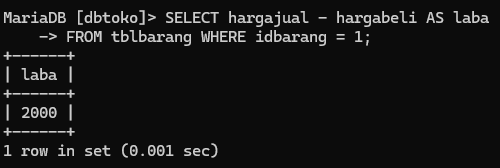 MariaDB [dbtoko]> SELECT hargajual - hargabeli AS laba
    -> FROM tblbarang WHERE idbarang = 1;
+------+
| laba |
+------+
| 2000 |
+------+
1 row in set (0.001 sec)